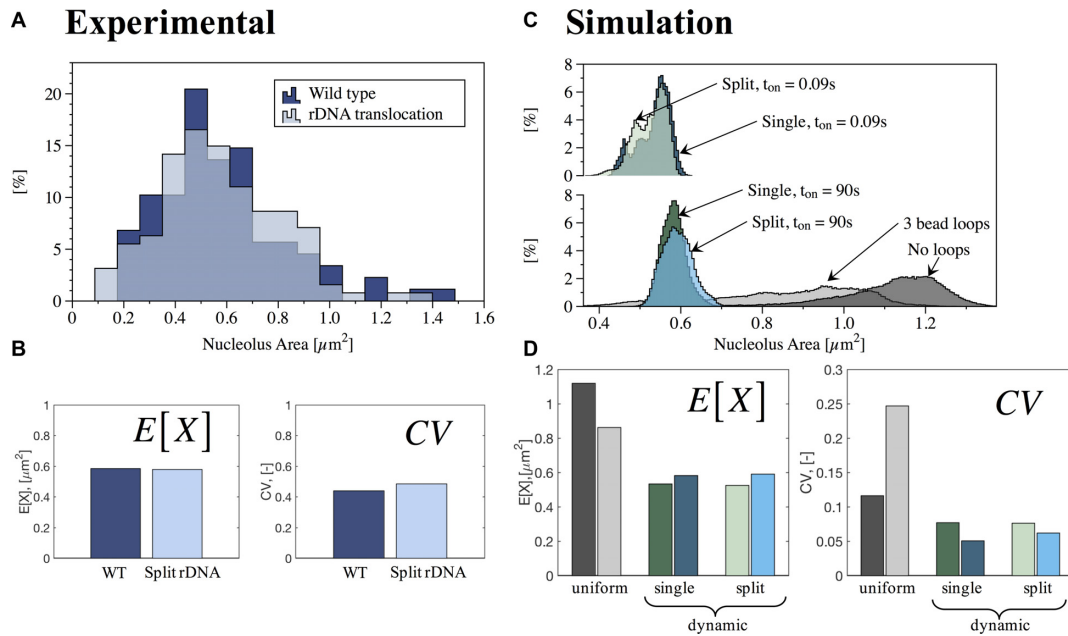 A Experimental
[%]
20
15
10
5
0
Wild type
rDNA translocation
0.2 0.4 0.6 0.8 1.0 1.2 1.4 1.6
Nucleolus Area [μm²]
B
E[X], [μm²]
1
0.8
0.6
0.4
0.2
0
E[X]
WT Split rDNA
CV, [-]
1
0.8
0.6
0.4
0.2
0
CV
WT Split rDNA
C Simulation
[%]
8
6
4
2
0
Split, ton = 0.09s
Single, ton = 0.09s
[%]
8
6
4
2
0
Single, ton = 90s
Split, ton = 90s
3 bead loops
No loops
0.4 0.6 0.8 1.0 1.2
Nucleolus Area [μm²]
D
E[X],[μm²]
1.2
1
0.8
0.6
0.4
0.2
0
E[X]
uniform single split
dynamic
CV, [-]
0.3
0.25
0.2
0.15
0.1
0.05
0
CV
uniform single split
dynamic